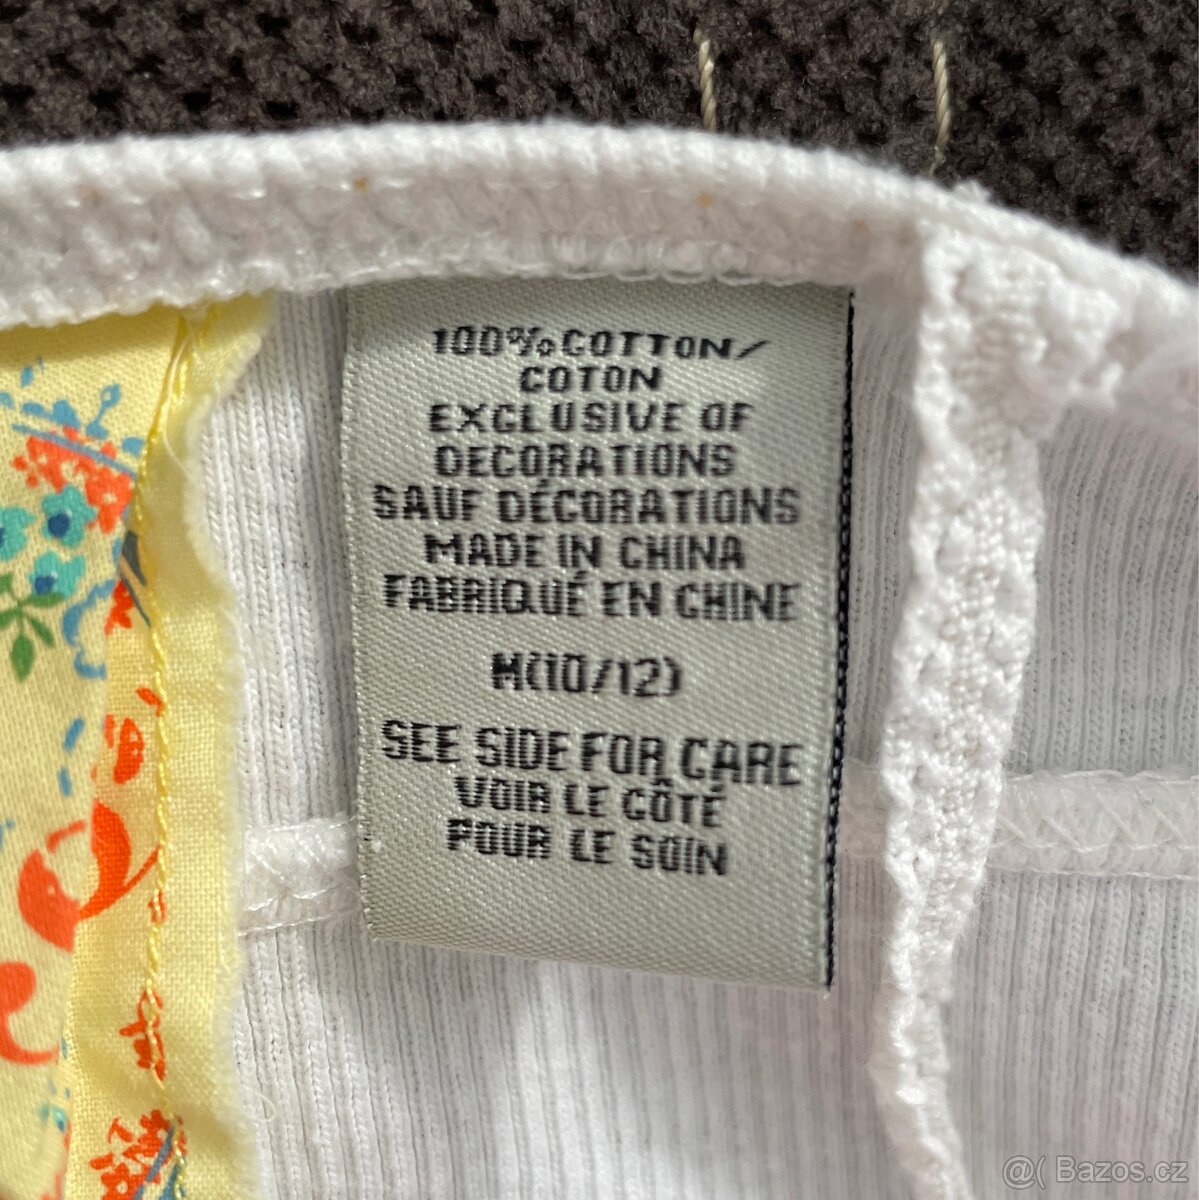 100% COTTON/
COTON
EXCLUSIVE OF
DECORATIONS
SAUF DÉCORATIONS
MADE IN CHINA
FABRIQUÉ EN CHINE
M(10/12)
SEE SIDE FOR CARE
VOIR LE CÔTÉ
POUR LE SOIN
@( Bazos.cz